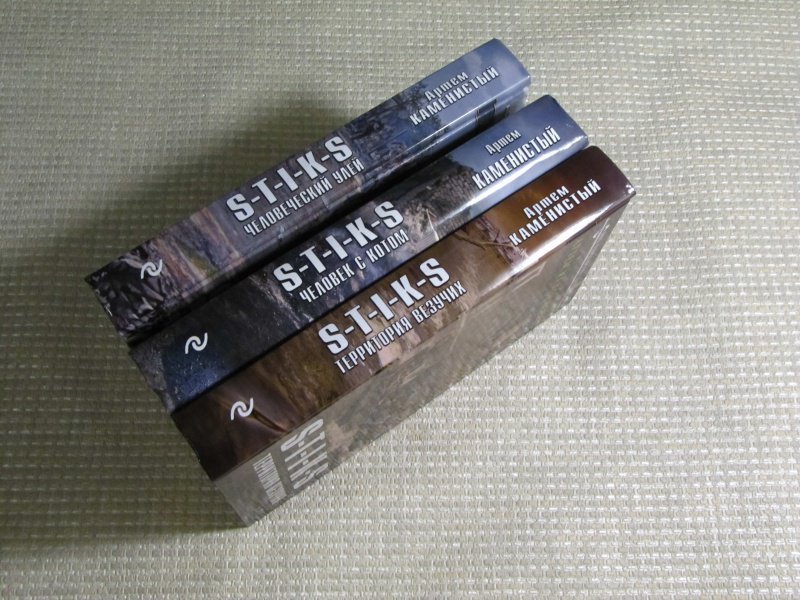 Артем
КАМЕНИСТЫЙ
S-T-I-K-S
ЧЕЛОВЕЧЕСКИЙ УЛЕЙ
Артем
КАМЕНИСТЫЙ
S-T-I-K-S
ЧЕЛОВЕК С КОТОМ
Артем
КАМЕНИСТЫЙ
S-T-I-K-S
ТЕРРИТОРИЯ ВЕЗУЧИХ
S-T-I-K-S